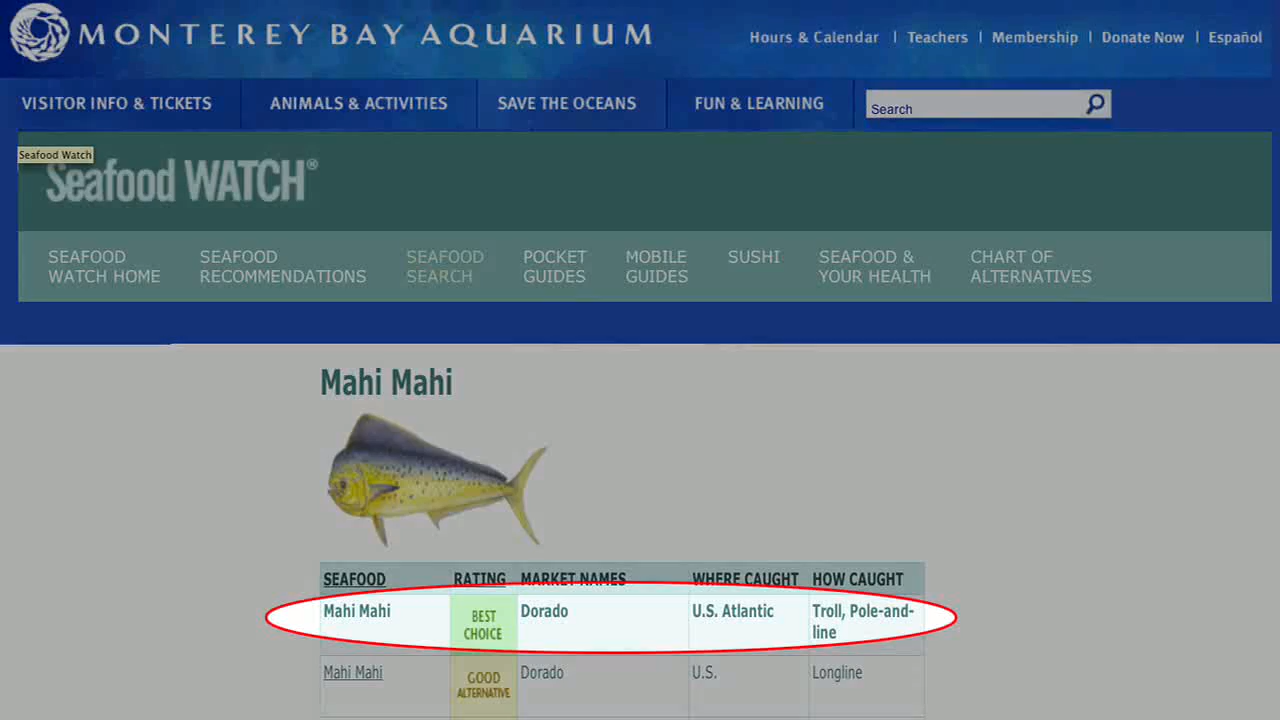 MONTEREY BAY AQUARIUM
Hours & Calendar | Teachers | Membership | Donate Now | Español
VISITOR INFO & TICKETS ANIMALS & ACTIVITIES SAVE THE OCEANS FUN & LEARNING Search
Seafood Watch
Seafood WATCH®
SEAFOOD WATCH HOME
SEAFOOD RECOMMENDATIONS
SEAFOOD SEARCH
POCKET GUIDES
MOBILE GUIDES
SUSHI
SEAFOOD & YOUR HEALTH
CHART OF ALTERNATIVES
Mahi Mahi
SEAFOOD RATING MARKET NAMES WHERE CAUGHT HOW CAUGHT
Mahi Mahi BEST CHOICE Dorado U.S. Atlantic Troll, Pole-and-line
Mahi Mahi GOOD ALTERNATIVE Dorado U.S. Longline